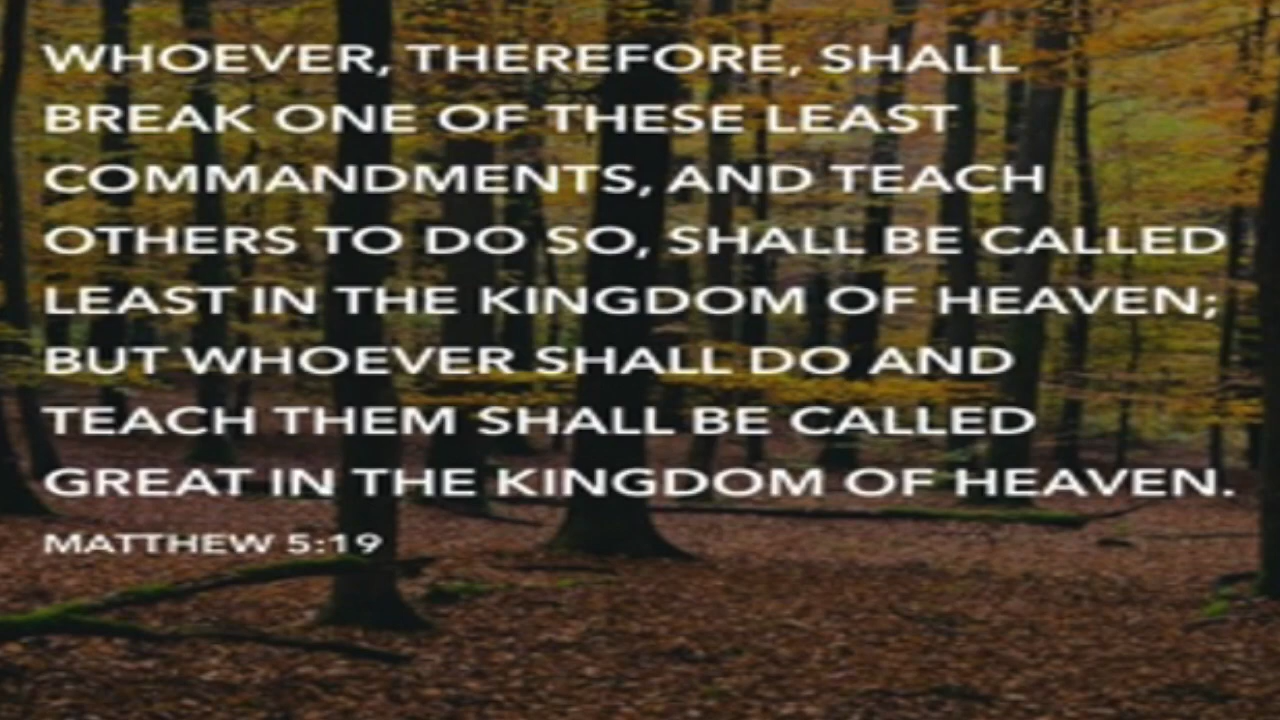 WHOEVER, THEREFORE, SHALL
BREAK ONE OF THESE LEAST
COMMANDMENTS, AND TEACH
OTHERS TO DO SO, SHALL BE CALLED
LEAST IN THE KINGDOM OF HEAVEN;
BUT WHOEVER SHALL DO AND
TEACH THEM SHALL BE CALLED
GREAT IN THE KINGDOM OF HEAVEN.
MATTHEW 5:19